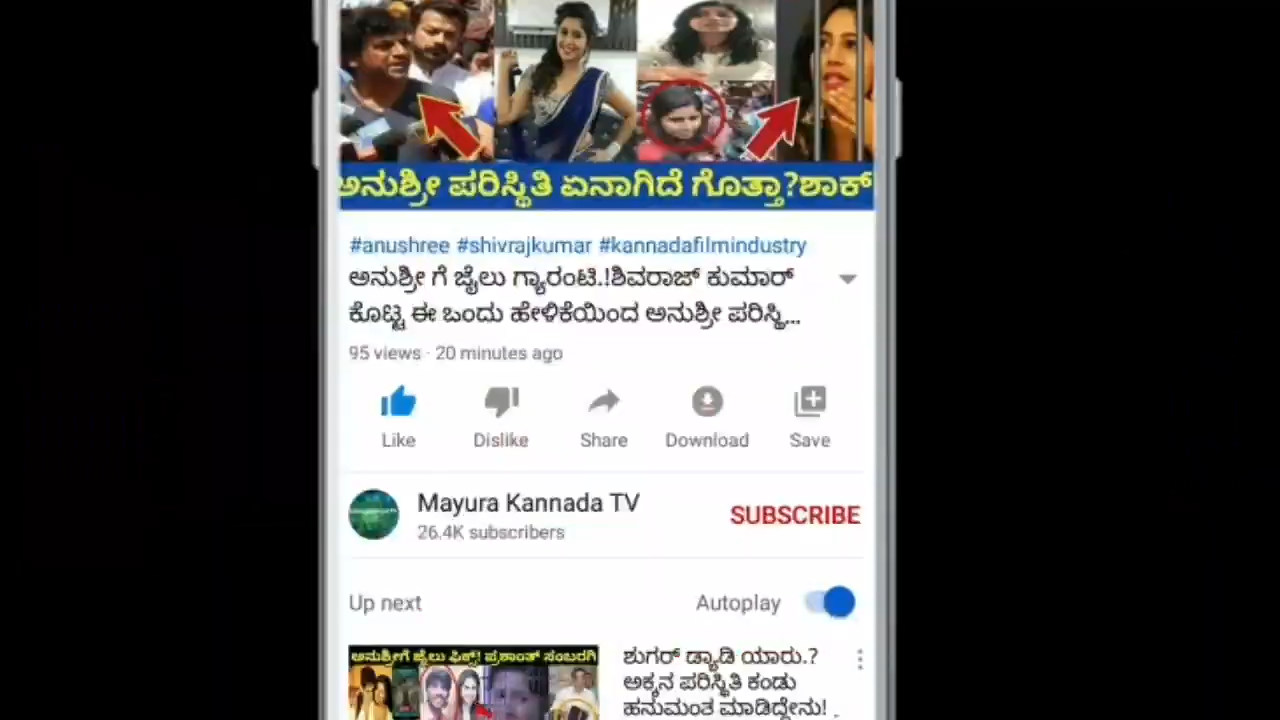 ಅನುಶ್ರೀ ಪರಿಸ್ಥಿತಿ ಏನಾಗಿದೆ ಗೊತ್ತಾ?ಶಾಕ್
#anushree #shivrajkumar #kannadafilmindustry
ಅನುಶ್ರೀ ಗೆ ಜೈಲು ಗ್ಯಾರಂಟಿ.!ಶಿವರಾಜ್ ಕುಮಾರ್
ಕೊಟ್ಟ ಈ ಒಂದು ಹೇಳಿಕೆಯಿಂದ ಅನುಶ್ರೀ ಪರಿಸ್ಥಿ...
95 views · 20 minutes ago
Like Dislike Share Download Save
Mayura Kannada TV
SUBSCRIBE
26.4K subscribers
Up next Autoplay
ಅನುಶ್ರೀಗೆ ಜೈಲು ಫಿಕ್ಸ್! ಪ್ರಶಾಂತ್ ಸಂಬರಗಿ
ಶುಗರ್ ಡ್ಯಾಡಿ ಯಾರು.?
ಅಕ್ಕನ ಪರಿಸ್ಥಿತಿ ಕಂಡು
ಹನುಮಂತ ಮಾಡಿದ್ದೇನು! .